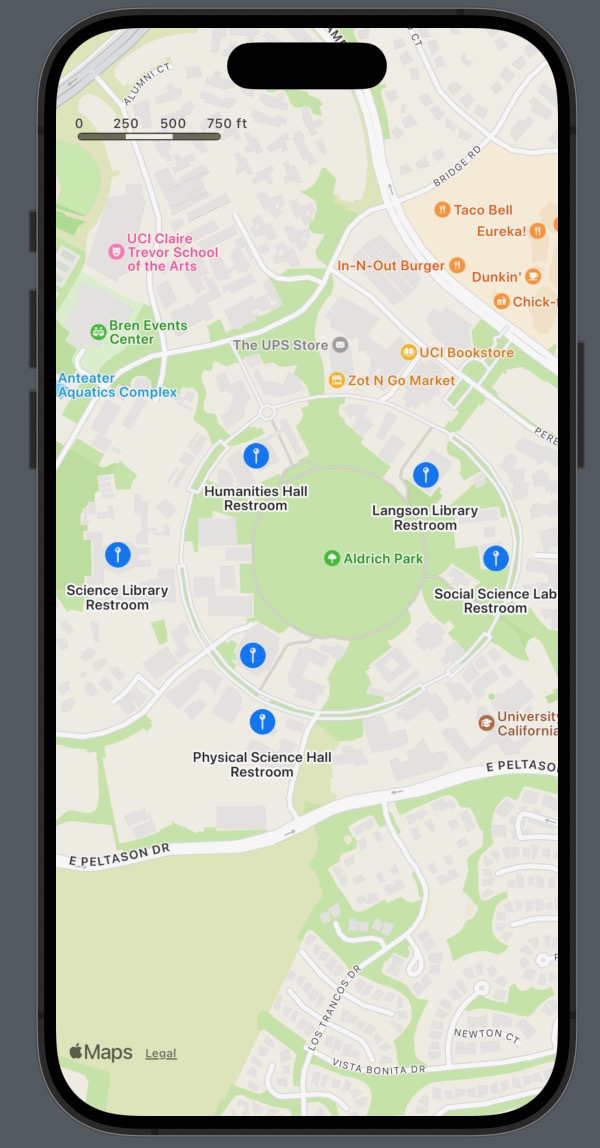 ALUMNI CT
CT
0 250 500 750 ft
BRIDGE RD
Taco Bell
UCI Claire
Trevor School
of the Arts
Eureka!
In-N-Out Burger
Dunkin'
Chick-f
Bren Events
Center
The UPS Store
UCI Bookstore
Anteater
Aquatics Complex
Zot N Go Market
PERE
Humanities Hall
Restroom
Langson Library
Restroom
Aldrich Park
Science Library
Restroom
Social Science Lab
Restroom
University
California
Physical Science Hall
Restroom
E PELTASO
E PELTASON DR
LOS TRANCOS DR
NEWTON CT
Maps Legal
VISTA BONITA DR